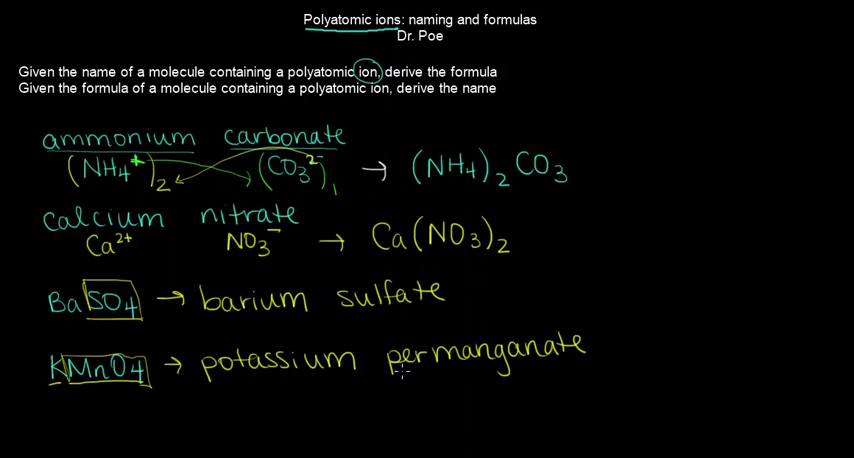 Polyatomic ions: naming and formulas
Dr. Poe
Given the name of a molecule containing a polyatomic ion, derive the formula
Given the formula of a molecule containing a polyatomic ion, derive the name
ammonium carbonate
(NH₄⁺)₂ (CO₃²⁻)₁ → (NH₄)₂CO₃
calcium nitrate
Ca²⁺ NO₃⁻ → Ca(NO₃)₂
BaSO₄ → barium sulfate
KMnO₄ → potassium permanganate